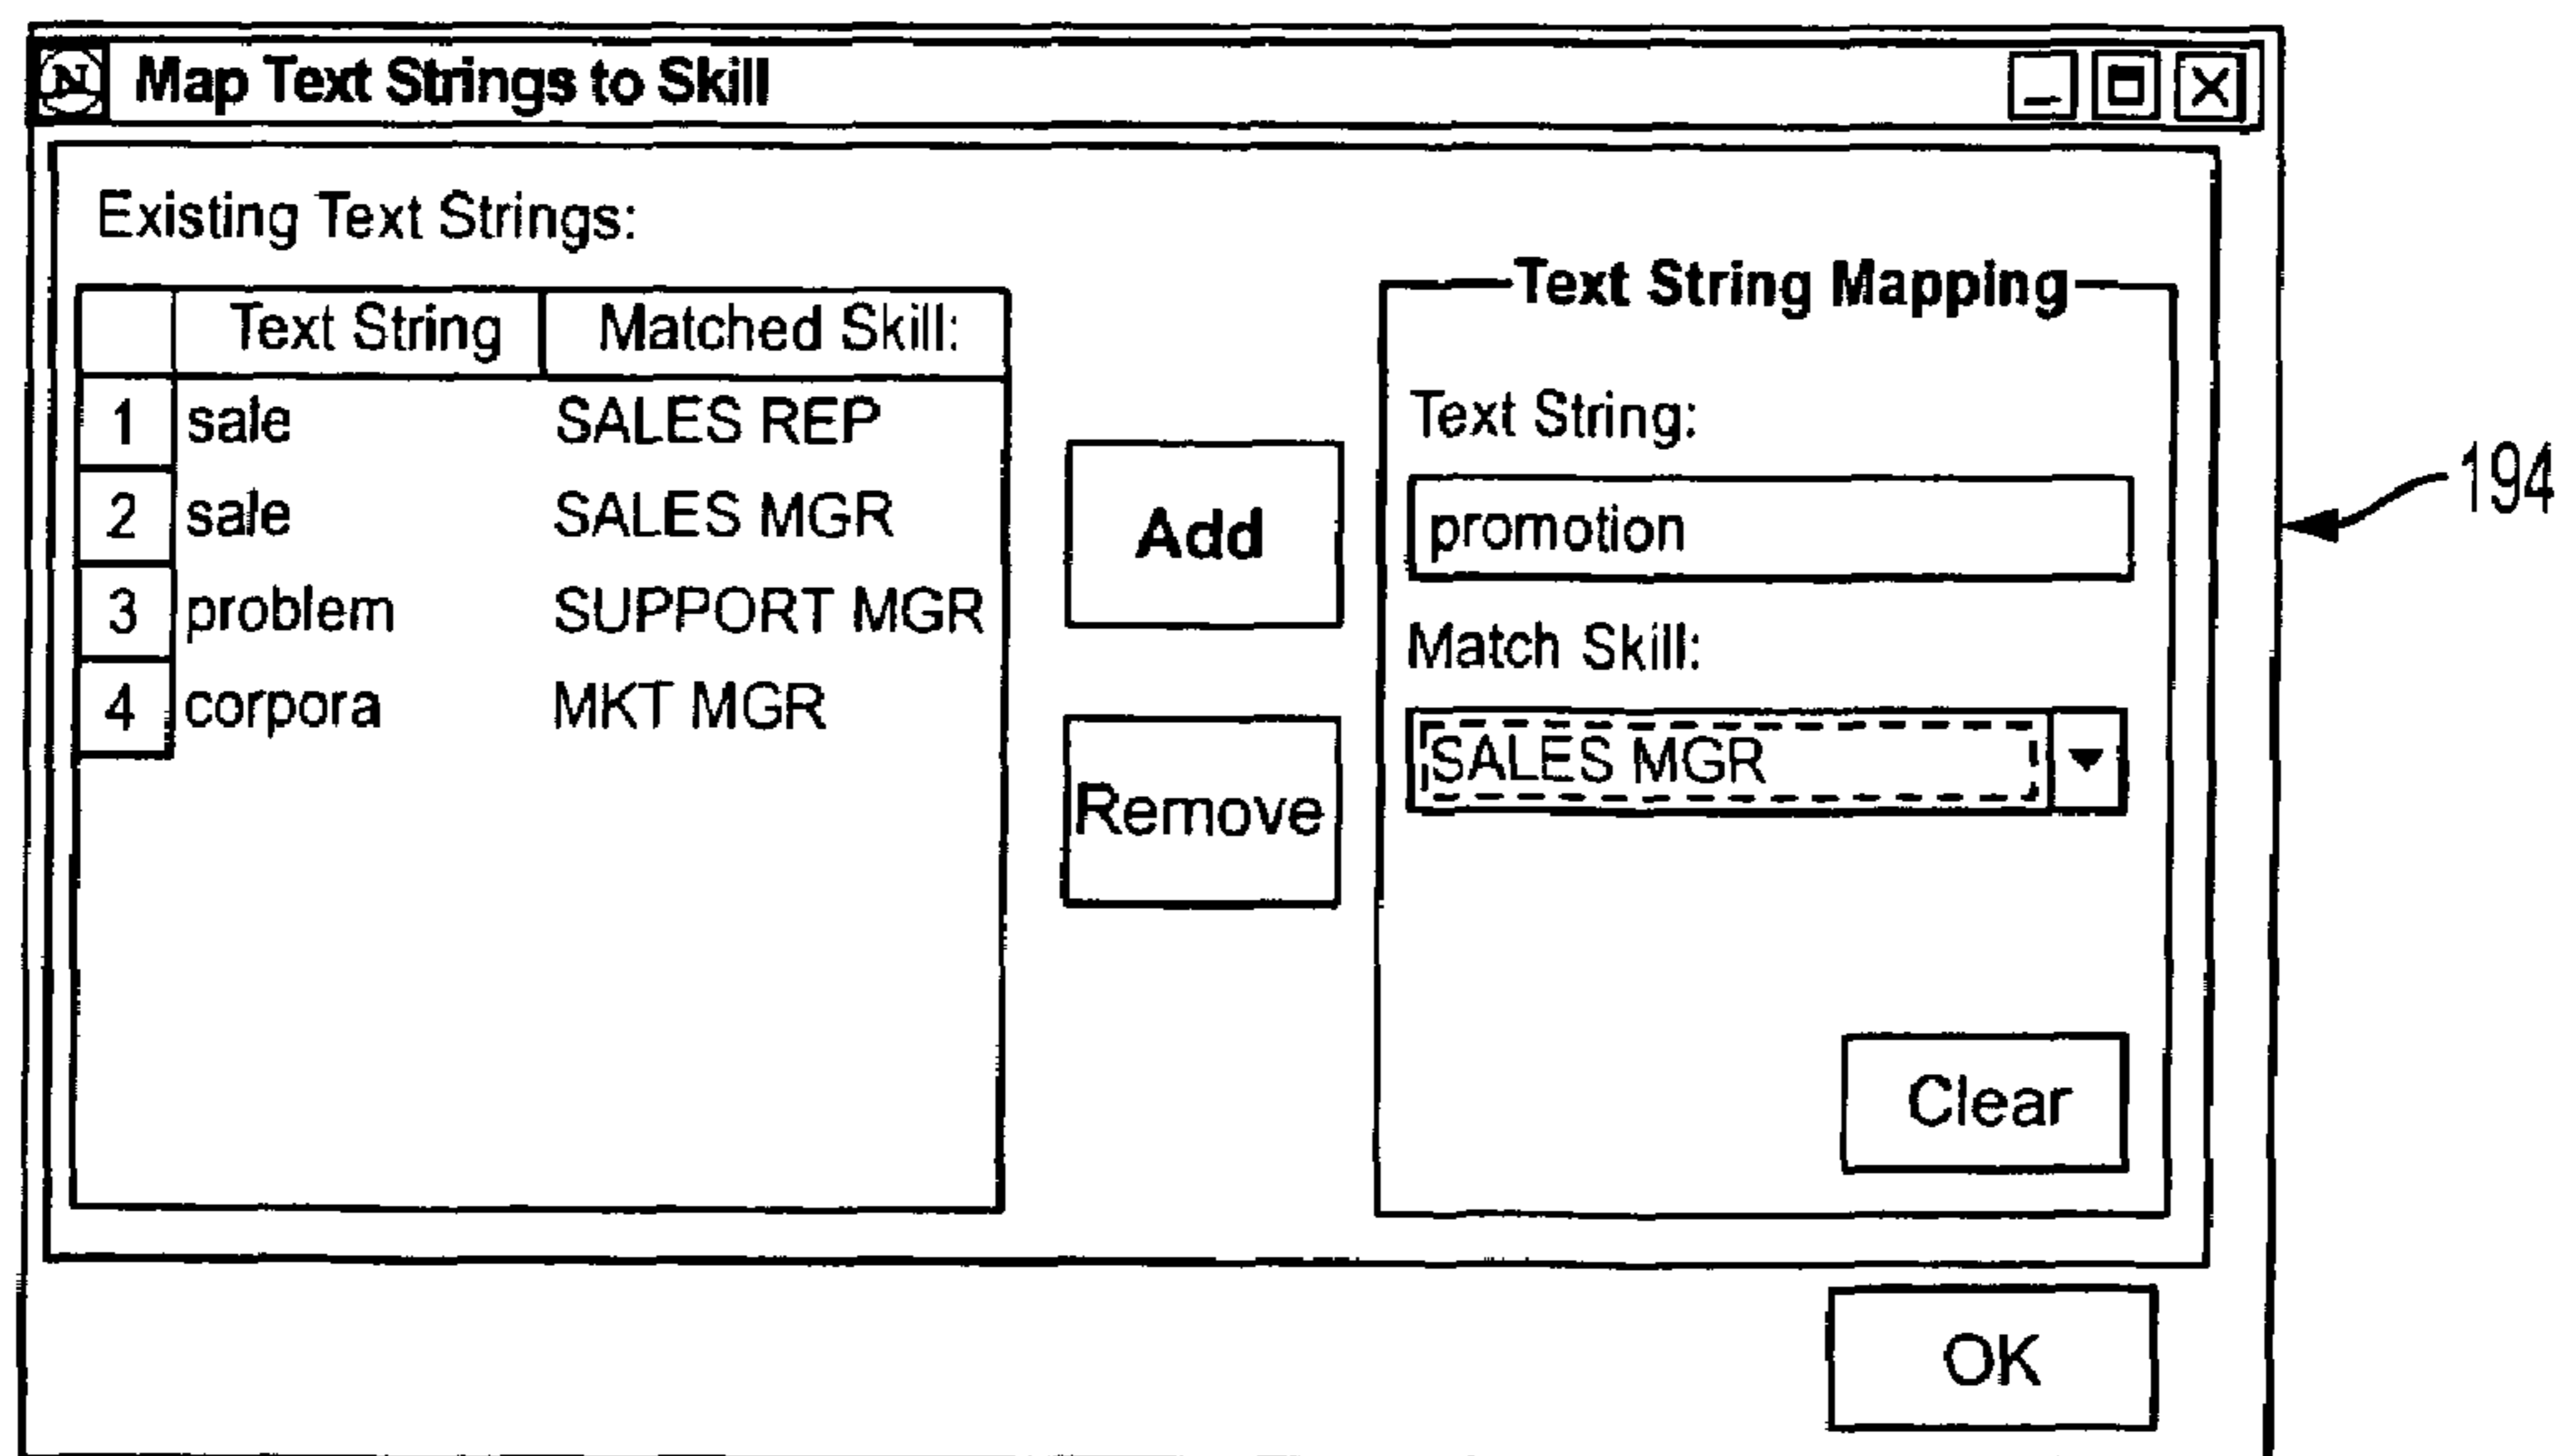 Map Text Strings to Skill
Existing Text Strings:
Text String Matched Skill:
1 sale SALES REP
2 sale SALES MGR
3 problem SUPPORT MGR
4 corpora MKT MGR
Add
Remove
Text String Mapping
Text String:
promotion
Match Skill:
SALES MGR
Clear
OK
194